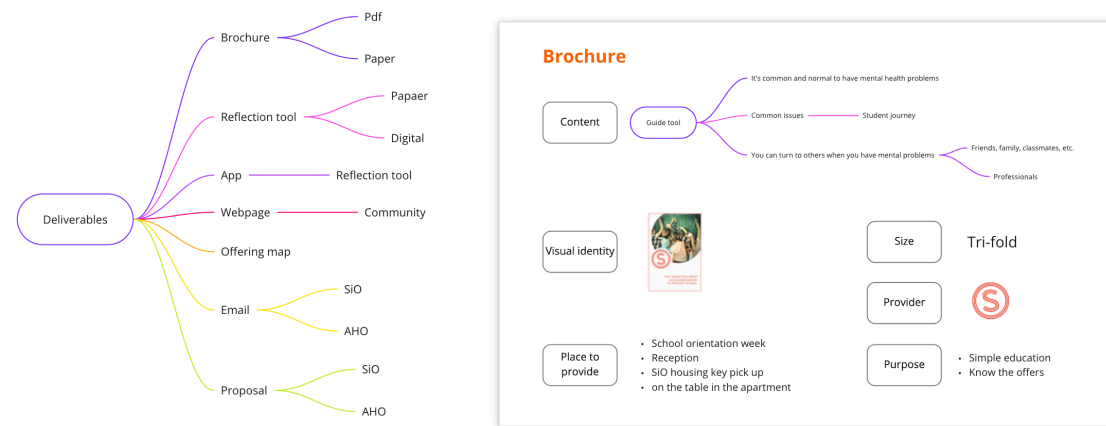 Deliverables
Brochure
Pdf
Paper
Reflection tool
Papaer
Digital
App
Reflection tool
Webpage
Community
Offering map
Email
SiO
AHO
Proposal
SiO
AHO
Brochure
Content
Guide tool
It's common and normal to have mental health problems
Common issues
Student journey
You can turn to others when you have mental problems
Friends, family, classmates, etc.
Professionals
Visual identity
S
Size
Tri-fold
Provider
S
Place to
provide
• School orientation week
• Reception
• SiO housing key pick up
• on the table in the apartment
Purpose
• Simple education
• Know the offers